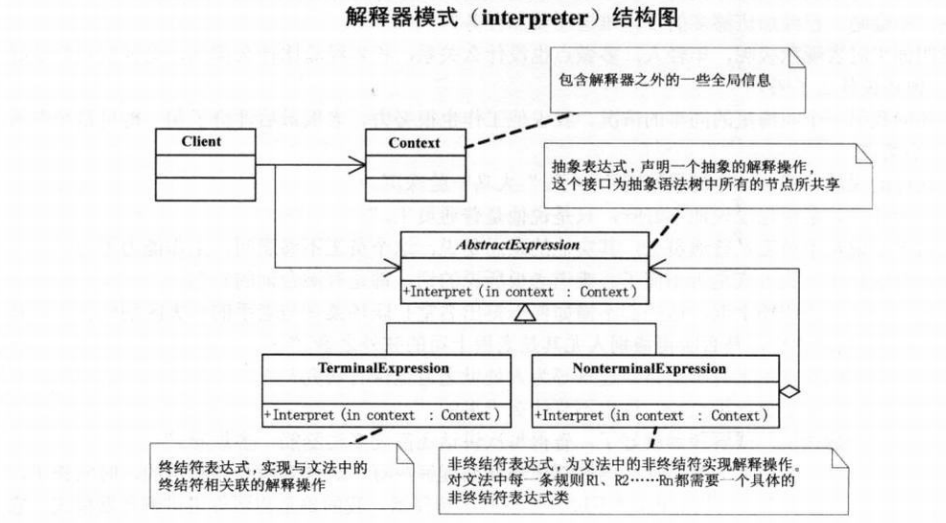 解释器模式（interpreter）结构图
包含解释器之外的一些全局信息
Client
Context
抽象表达式，声明一个抽象的解释操作，
这个接口为抽象语法树中所有的节点所共享
AbstractExpression
+Interpret(in context : Context)
TerminalExpression
+Interpret(in context : Context)
NonterminalExpression
+Interpret(in context : Context)
终结符表达式，实现与文法中的
终结符相关联的解释操作
非终结符表达式，为文法中的非终结符实现解释操作。
对文法中每一条规则R1、R2……Rn都需要一个具体的
非终结符表达式类